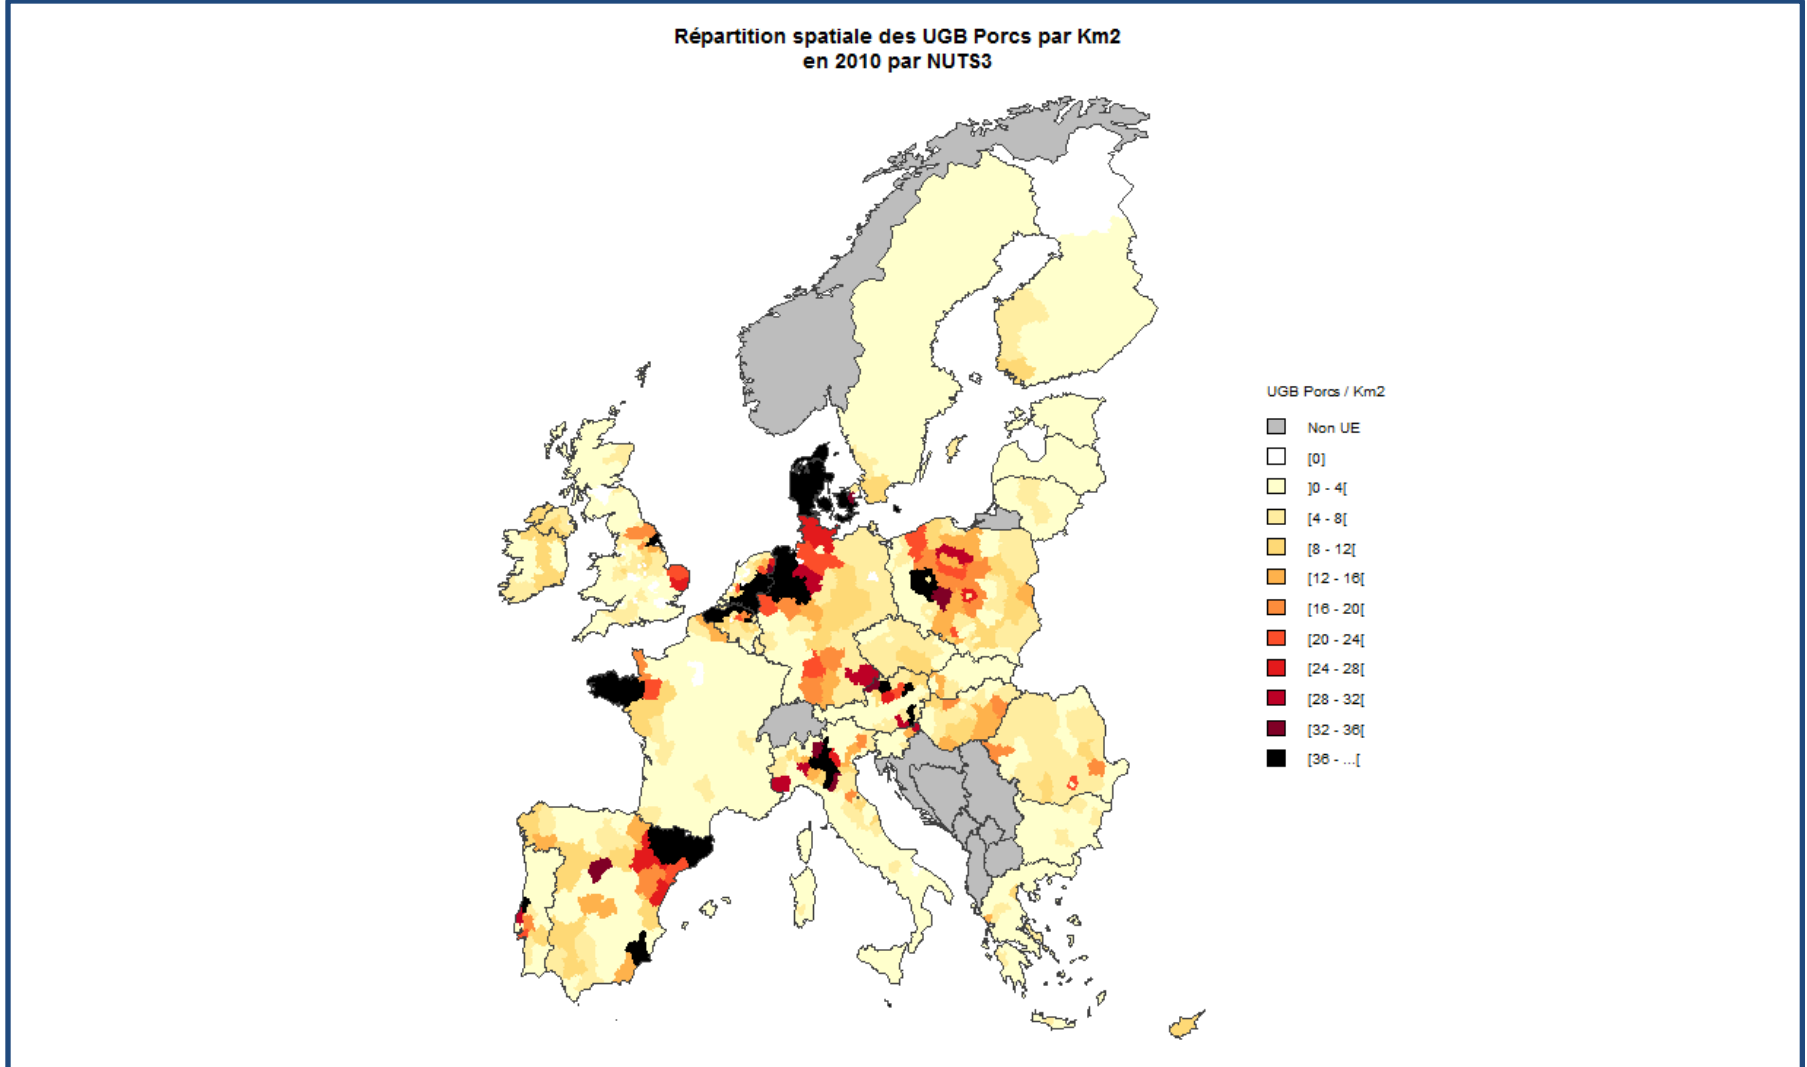 Répartition spatiale des UGB Porcs par Km2
en 2010 par NUTS3
UGB Porcs / Km2
Non UE
[0]
]0 - 4[
[4 - 8[
[8 - 12[
[12 - 16[
[16 - 20[
[20 - 24[
[24 - 28[
[28 - 32[
[32 - 36[
[36 - ...[